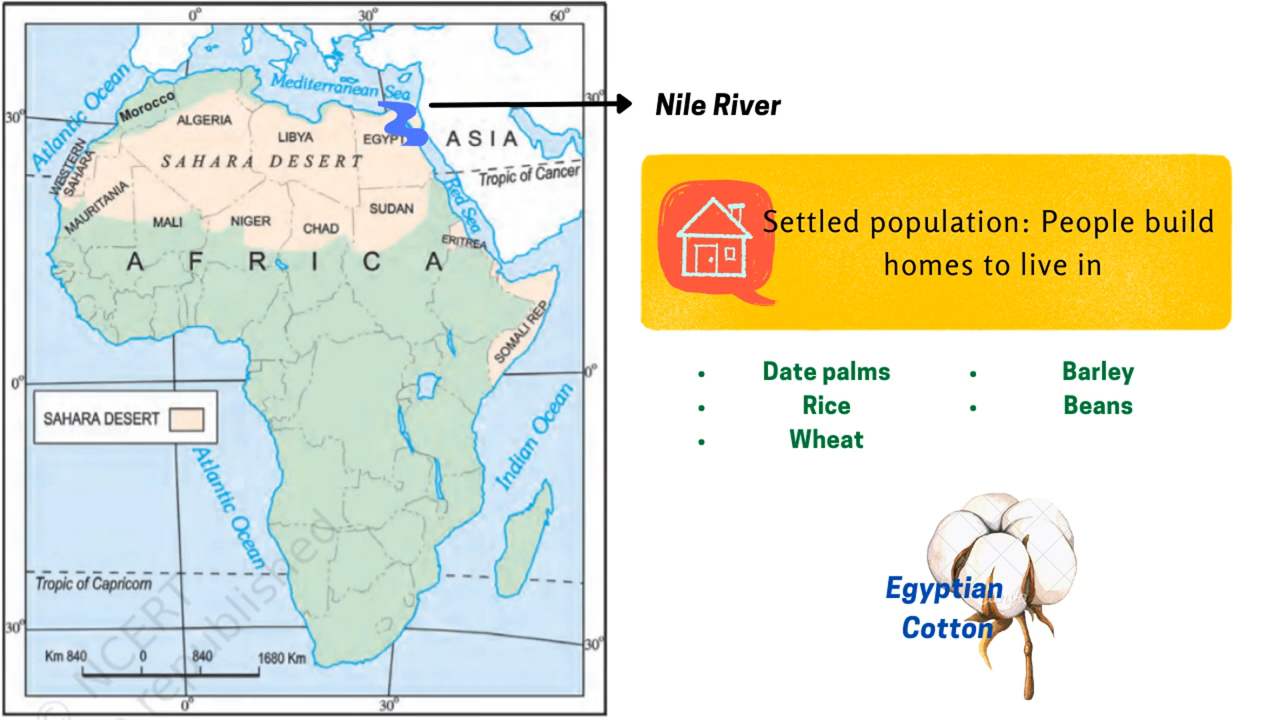 0°
30°
60°
Atlantic Ocean
Mediterranean Sea
30°
30°
Morocco
ALGERIA
LIBYA
EGYPT
ASIA
SAHARA DESERT
WESTERN
SAHARA
Tropic of Cancer
MAURITANIA
MALI
NIGER
CHAD
SUDAN
Red Sea
ERITREA
AFRICA
SOMALI REP.
0°
0°
SAHARA DESERT
Atlantic Ocean
Indian Ocean
Tropic of Capricorn
30°
30°
Km 840 0 840 1680 Km
0°
30°
© NCERT
republished
Nile River
Settled population: People build
homes to live in
• Date palms
• Rice
• Wheat
• Barley
• Beans
Egyptian
Cotton